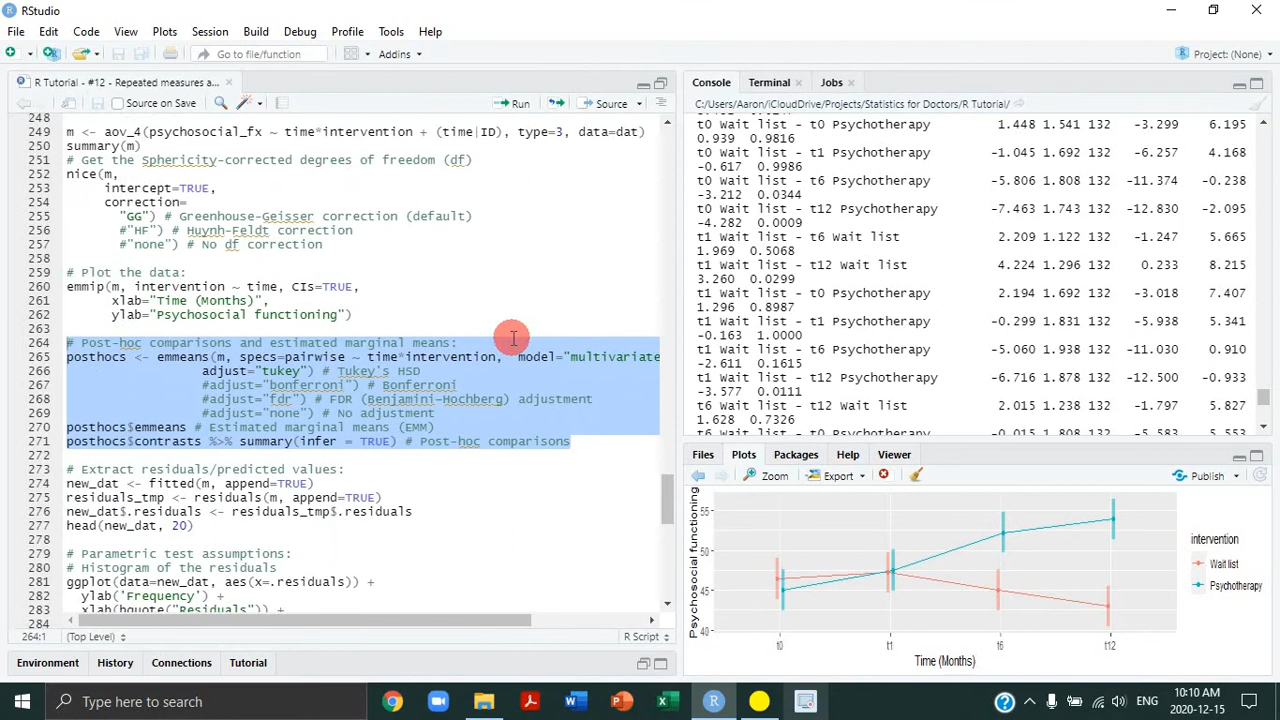 RStudio
File Edit Code View Plots Session Build Debug Profile Tools Help
Go to file/function Addins Project: (None)
R Tutorial - #12 - Repeated measures a...
Source on Save Run Source
248
249 m <- aov_4(psychosocial_fx ~ time*intervention + (time|ID), type=3, data=dat)
250 summary(m)
251 # Get the Sphericity-corrected degrees of freedom (df)
252 nice(m,
253 intercept=TRUE,
254 correction=
255 "GG") # Greenhouse-Geisser correction (default)
256 #"HF") # Huynh-Feldt correction
257 #"none") # No df correction
258
259 # Plot the data:
260 emmip(m, intervention ~ time, CIs=TRUE,
261 xlab="Time (Months)",
262 ylab="Psychosocial functioning")
263
264 # Post-hoc comparisons and estimated marginal means:
265 posthocs <- emmeans(m, specs=pairwise ~ time*intervention, model="multivariate
266 adjust="tukey") # Tukey's HSD
267 #adjust="bonferroni") # Bonferroni
268 #adjust="fdr") # FDR (Benjamini-Hochberg) adjustment
269 #adjust="none") # No adjustment
270 posthocs$emmeans # Estimated marginal means (EMM)
271 posthocs$contrasts %>% summary(infer = TRUE) # Post-hoc comparisons
272
273 # Extract residuals/predicted values:
274 new_dat <- fitted(m, append=TRUE)
275 residuals_tmp <- residuals(m, append=TRUE)
276 new_dat$.residuals <- residuals_tmp$.residuals
277 head(new_dat, 20)
278
279 # Parametric test assumptions:
280 # Histogram of the residuals
281 ggplot(data=new_dat, aes(x=.residuals)) +
282 ylab('Frequency') +
283 xlab(bquote("Residuals")) +
284
264:1 (Top Level) R Script
Environment History Connections Tutorial
Console Terminal Jobs
C:/Users/Aaron/iCloudDrive/Projects/Statistics for Doctors/R Tutorial/
t0 Wait list - t0 Psychotherapy 1.448 1.541 132 -3.299 6.195
0.939 0.9816
t0 Wait list - t1 Psychotherapy -1.045 1.692 132 -6.257 4.168
-0.617 0.9986
t0 Wait list - t6 Psychotherapy -5.806 1.808 132 -11.374 -0.238
-3.212 0.0344
t0 Wait list - t12 Psychotherapy -7.463 1.743 132 -12.830 -2.095
-4.282 0.0009
t1 Wait list - t6 Wait list 2.209 1.122 132 -1.247 5.665
1.969 0.5068
t1 Wait list - t12 Wait list 4.224 1.296 132 0.233 8.215
3.260 0.0299
t1 Wait list - t0 Psychotherapy 2.194 1.692 132 -3.018 7.407
1.296 0.8987
t1 Wait list - t1 Psychotherapy -0.299 1.831 132 -5.938 5.341
-0.163 1.0000
t1 Wait list - t6 Psychotherapy -5.060 1.938 132 -11.030 0.910
-2.611 0.1615
t1 Wait list - t12 Psychotherapy -6.716 1.878 132 -12.500 -0.933
-3.577 0.0111
t6 Wait list - t12 Wait list 2.015 1.238 132 -1.797 5.827
1.628 0.7326
t6 Wait list - t0 Psychotherapy -0.015 1.808 132 -5.583 5.553
Files Plots Packages Help Viewer
Zoom Export Publish
Psychosocial functioning
55
50
45
40
t0 t1 t6 t12
Time (Months)
intervention
Wait list
Psychotherapy
Type here to search
ENG
10:10 AM
2020-12-15